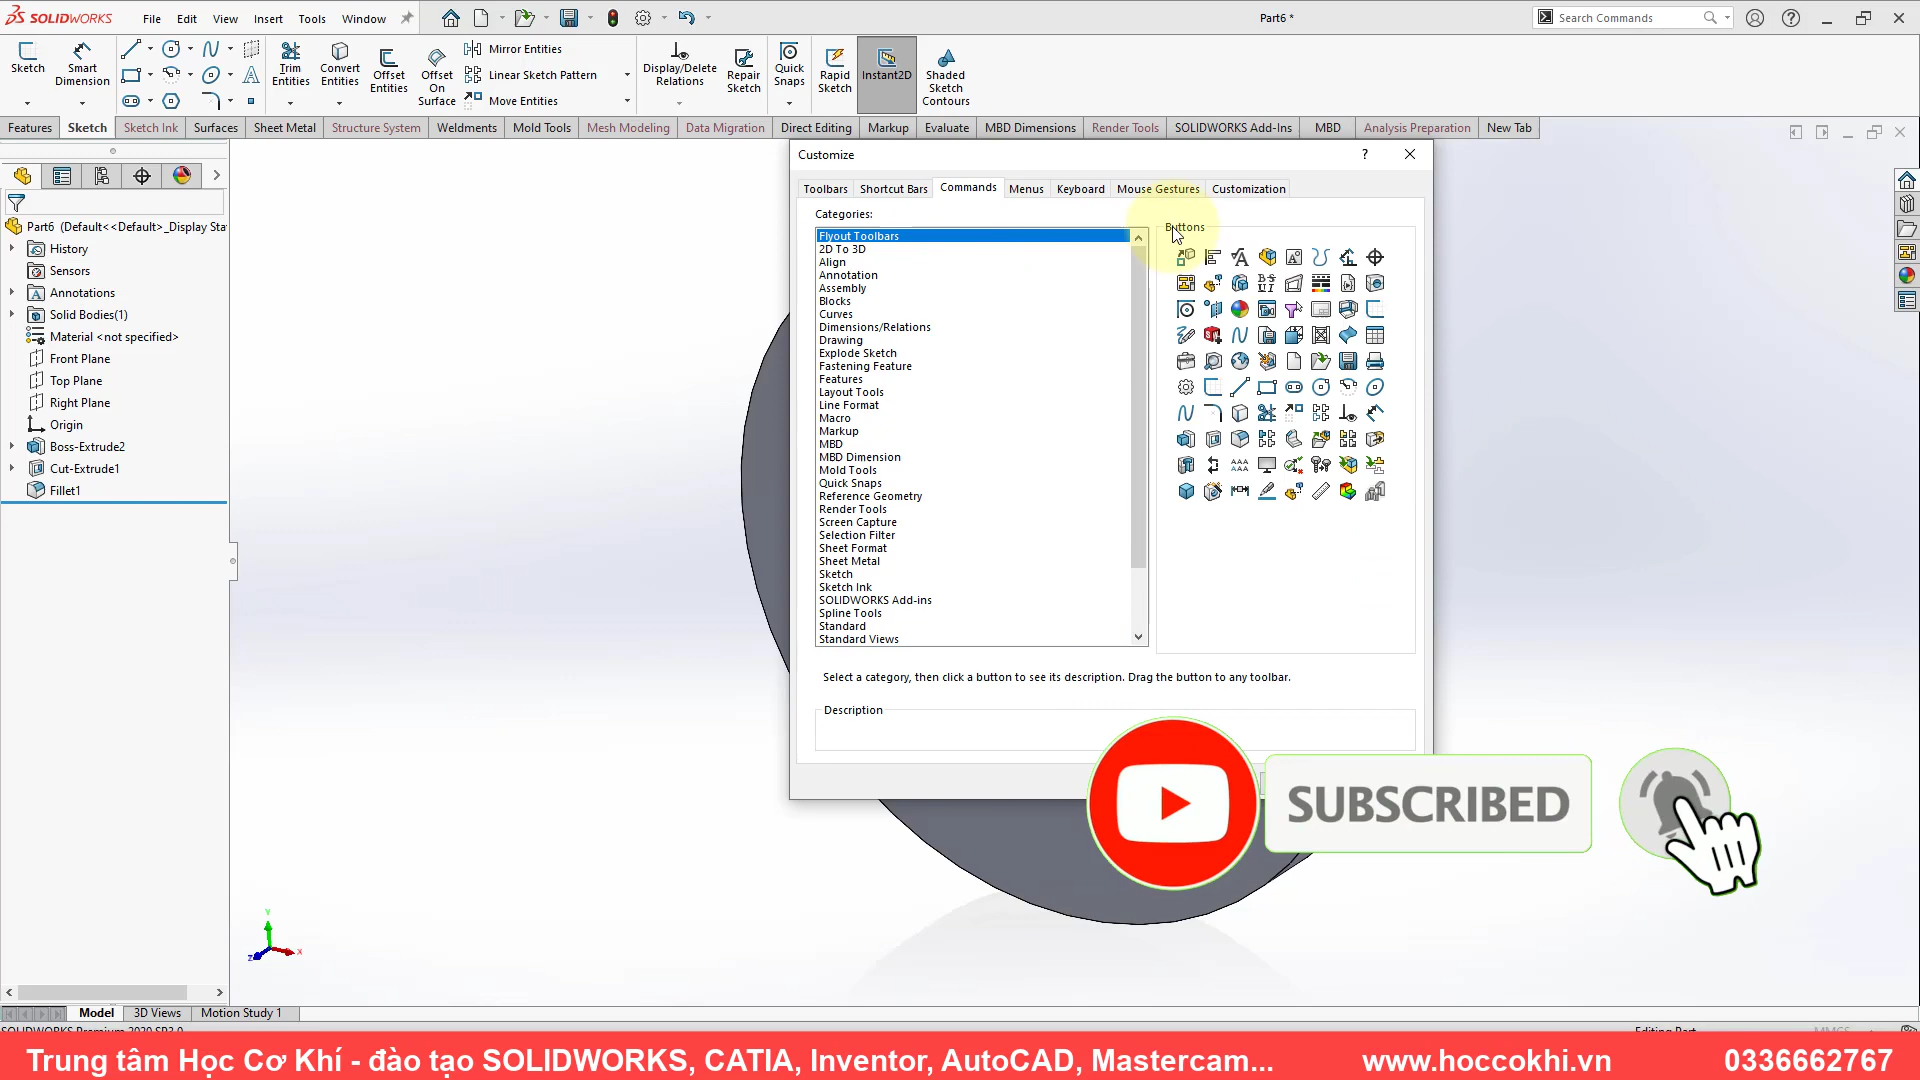 SOLIDWORKS File Edit View Insert Tools Window Part6 * Search Commands
Sketch
Smart Dimension
Trim Entities
Convert Entities
Offset Entities
Offset On Surface
Mirror Entities
Linear Sketch Pattern
Move Entities
Display/Delete Relations
Repair Sketch
Quick Snaps
Rapid Sketch
Instant2D
Shaded Sketch Contours
Features Sketch Sketch Ink Surfaces Sheet Metal Structure System Weldments Mold Tools Mesh Modeling Data Migration Direct Editing Markup Evaluate MBD Dimensions Render Tools SOLIDWORKS Add-Ins MBD Analysis Preparation New Tab
Part6 (Default<<Default>_Display Sta
History
Sensors
Annotations
Solid Bodies(1)
Material <not specified>
Front Plane
Top Plane
Right Plane
Origin
Boss-Extrude2
Cut-Extrude1
Fillet1
Customize
Toolbars Shortcut Bars Commands Menus Keyboard Mouse Gestures Customization
Categories:
Buttons
Flyout Toolbars
2D To 3D
Align
Annotation
Assembly
Blocks
Curves
Dimensions/Relations
Drawing
Explode Sketch
Fastening Feature
Features
Layout Tools
Line Format
Macro
Markup
MBD
MBD Dimension
Mold Tools
Quick Snaps
Reference Geometry
Render Tools
Screen Capture
Selection Filter
Sheet Format
Sheet Metal
Sketch
Sketch Ink
SOLIDWORKS Add-ins
Spline Tools
Standard
Standard Views
Select a category, then click a button to see its description. Drag the button to any toolbar.
Description
SUBSCRIBED
Y
X
Z
Model 3D Views Motion Study 1
SOLIDWORKS Premium 2020 SP3.0 Editing Part MMGS
Trung tâm Học Cơ Khí - đào tạo SOLIDWORKS, CATIA, Inventor, AutoCAD, Mastercam... www.hoccokhi.vn 0336662767